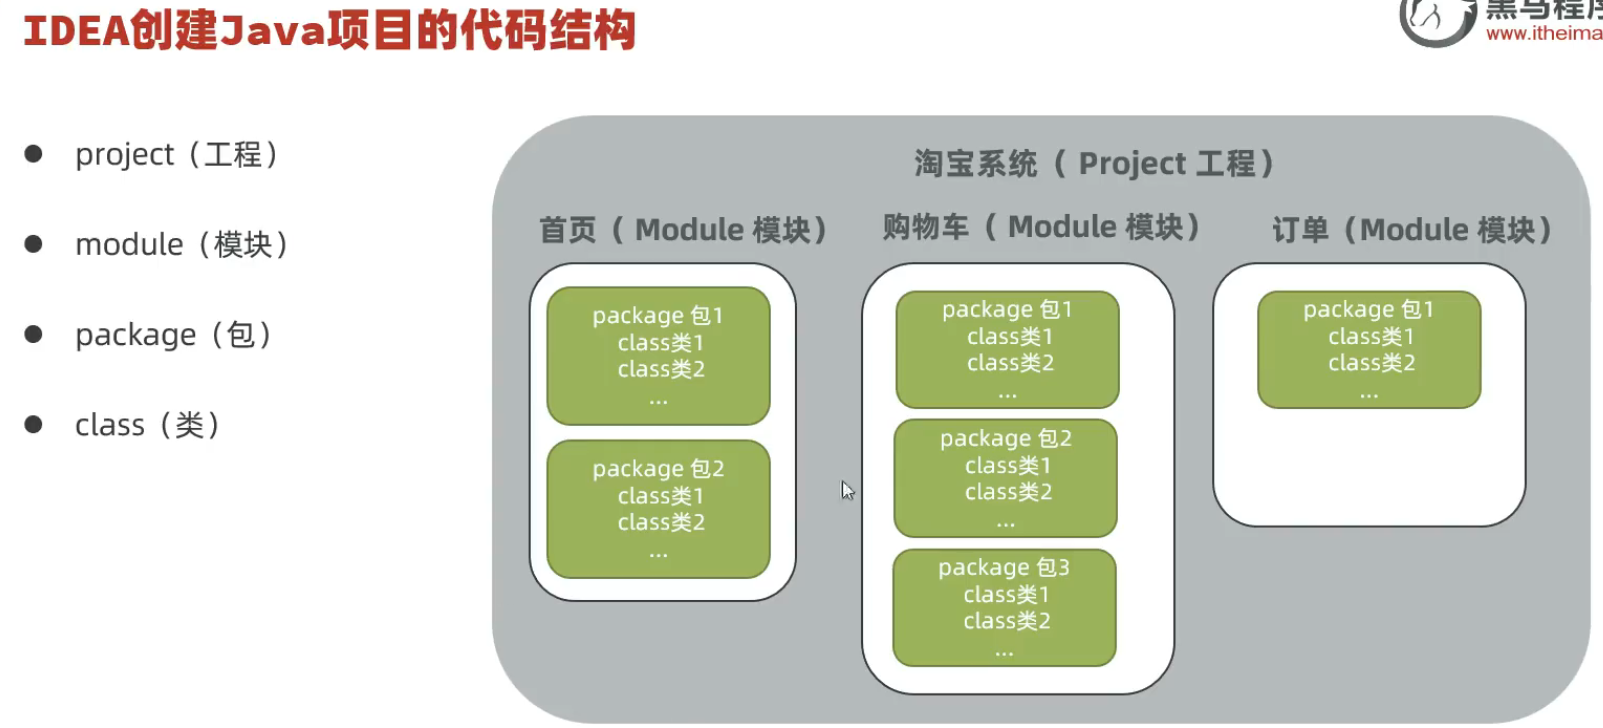 IDEA创建Java项目的代码结构
www.itheima
project（工程）
module（模块）
package（包）
class（类）
淘宝系统（ Project 工程）
首页（ Module 模块）
package 包1
class类1
class类2
...
package 包2
class类1
class类2
...
购物车（ Module 模块）
package 包1
class类1
class类2
...
package 包2
class类1
class类2
...
package 包3
class类1
class类2
...
订单（Module 模块）
package 包1
class类1
class类2
...